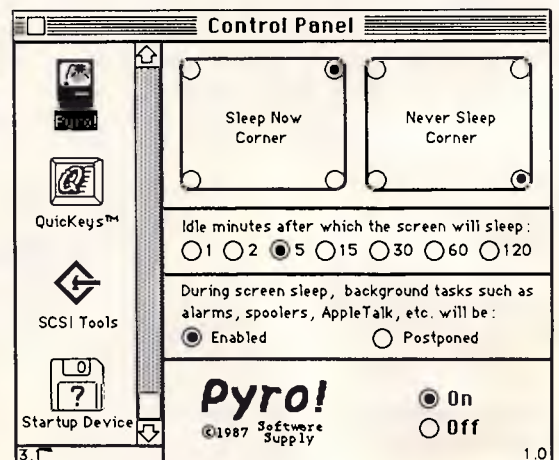 Control Panel
Pyro!
QuicKeys™
SCSI Tools
?
Startup Device
3.1
Sleep Now
Corner
Never Sleep
Corner
Idle minutes after which the screen will sleep:
1 2 5 15 30 60 120
During screen sleep, background tasks such as
alarms, spoolers, AppleTalk, etc. will be:
Enabled Postponed
Pyro!
©1987 Software
Supply
On
Off
1.0